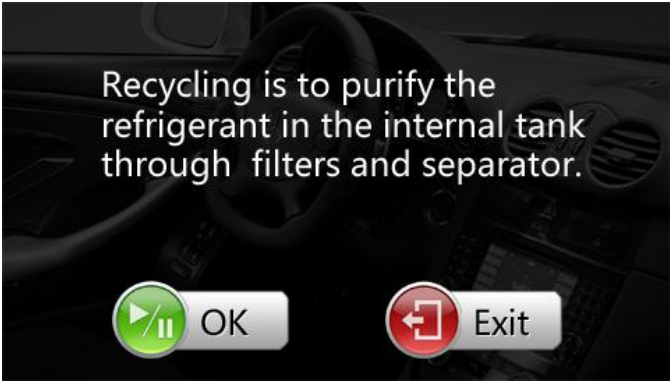 Recycling is to purify the
refrigerant in the internal tank
through  filters and separator.
OK
Exit